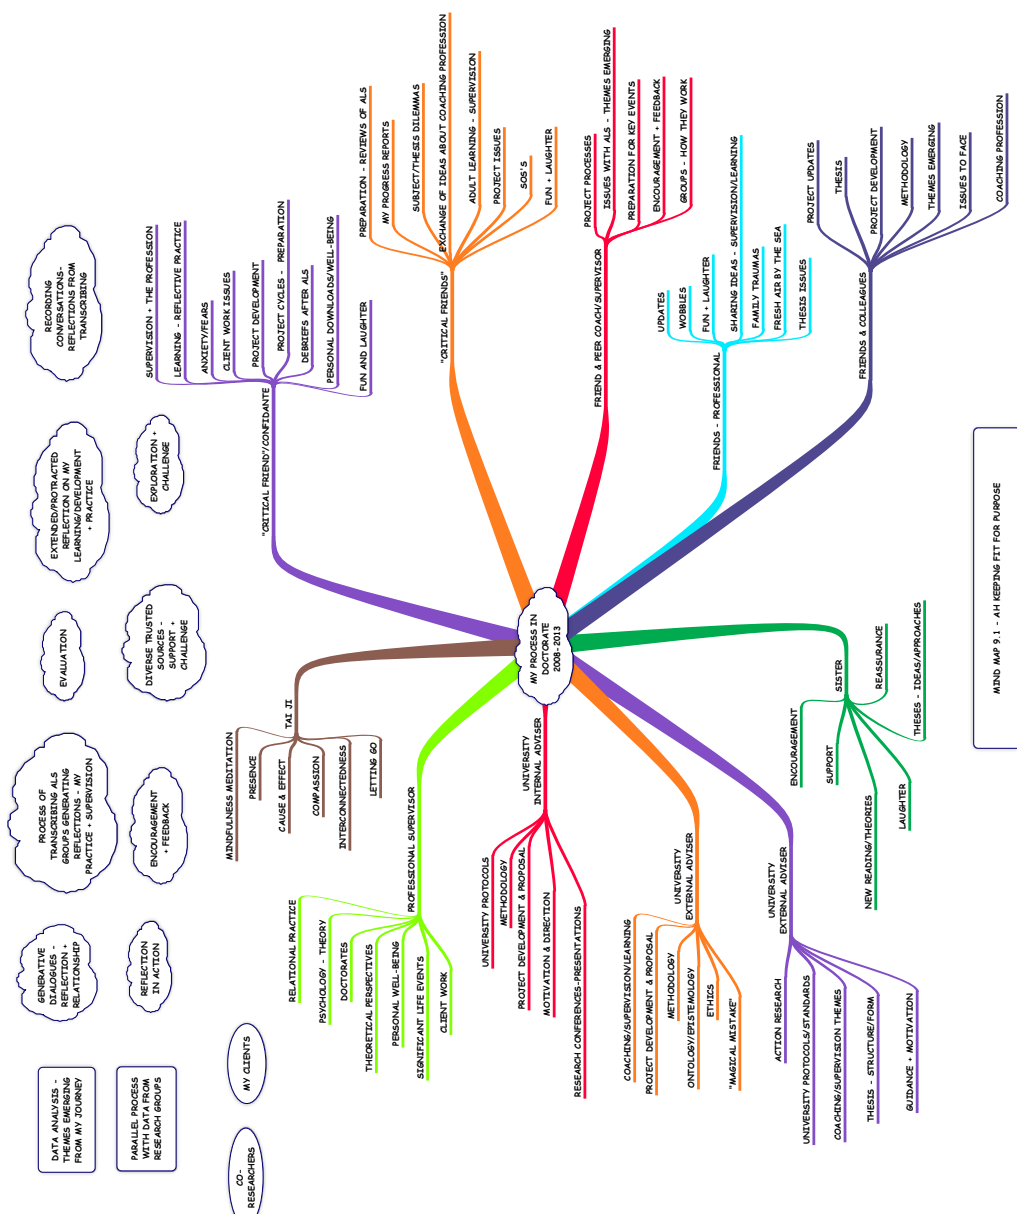 DATA ANALYSIS -
THEMES EMERGING
FROM MY JOURNEY
GENERATIVE
DIALOGUES -
REFLECTION +
RELATIONSHIP
PROCESS OF
TRANSCRIBING ALS
GROUPS GENERATING
REFLECTIONS - MY
PRACTICE + SUPERVISION
EVALUATION
EXTENDED/PROTRACTED
REFLECTION ON MY
LEARNING/DEVELOPMENT
+ PRACTICE
RECORDING
CONVERSATIONS-
REFLECTIONS FROM
TRANSCRIBING
PARALLEL PROCESS
WITH DATA FROM
RESEARCH GROUPS
REFLECTION
IN ACTION
ENCOURAGEMENT
+ FEEDBACK
DIVERSE TRUSTED
SOURCES -
SUPPORT +
CHALLENGE
EXPLORATION +
CHALLENGE
CO-
RESEARCHERS
MY CLIENTS
MY PROCESS IN
DOCTORATE
2008-2013
TAI JI
MINDFULNESS MEDITATION
PRESENCE
CAUSE & EFFECT
COMPASSION
INTERCONNECTEDNESS
LETTING GO
"CRITICAL FRIEND"/CONFIDANTE
SUPERVISION + THE PROFESSION
LEARNING - REFLECTIVE PRACTICE
ANXIETY/FEARS
CLIENT WORK ISSUES
PROJECT DEVELOPMENT
PROJECT CYCLES - PREPARATION
DEBRIEFS AFTER ALS
PERSONAL DOWNLOADS/WELL-BEING
FUN AND LAUGHTER
PROFESSIONAL SUPERVISOR
RELATIONAL PRACTICE
PSYCHOLOGY - THEORY
DOCTORATES
THEORETICAL PERSPECTIVES
PERSONAL WELL-BEING
SIGNIFICANT LIFE EVENTS
CLIENT WORK
"CRITICAL FRIENDS"
PREPARATION - REVIEWS OF ALS
MY PROGRESS REPORTS
SUBJECT/THESIS DILEMMAS
EXCHANGE OF IDEAS ABOUT COACHING PROFESSION
ADULT LEARNING - SUPERVISION
PROJECT ISSUES
SOS'S
FUN + LAUGHTER
UNIVERSITY
INTERNAL ADVISER
UNIVERSITY PROTOCOLS
METHODOLOGY
PROJECT DEVELOPMENT & PROPOSAL
MOTIVATION & DIRECTION
RESEARCH CONFERENCES-PRESENTATIONS
FRIEND & PEER COACH/SUPERVISOR
PROJECT PROCESSES
ISSUES WITH ALS - THEMES EMERGING
PREPARATION FOR KEY EVENTS
ENCOURAGEMENT + FEEDBACK
GROUPS - HOW THEY WORK
UNIVERSITY
EXTERNAL ADVISER
COACHING/SUPERVISION/LEARNING
PROJECT DEVELOPMENT & PROPOSAL
METHODOLOGY
ONTOLOGY/EPISTEMOLOGY
ETHICS
"MAGICAL MISTAKE"
FRIENDS - PROFESSIONAL
UPDATES
WOBBLES
FUN + LAUGHTER
SHARING IDEAS - SUPERVISION/LEARNING
FAMILY TRAUMAS
FRESH AIR BY THE SEA
THESIS ISSUES
UNIVERSITY
EXTERNAL ADVISER
ACTION RESEARCH
UNIVERSITY PROTOCOLS/STANDARDS
COACHING/SUPERVISION THEMES
THESIS - STRUCTURE/FORM
GUIDANCE + MOTIVATION
SISTER
ENCOURAGEMENT
SUPPORT
NEW READING/THEORIES
LAUGHTER
REASSURANCE
THESES - IDEAS/APPROACHES
FRIENDS & COLLEAGUES
PROJECT UPDATES
THESIS
PROJECT DEVELOPMENT
METHODOLOGY
THEMES EMERGING
ISSUES TO FACE
COACHING PROFESSION
MIND MAP 9.1 - AH KEEPING FIT FOR PURPOSE